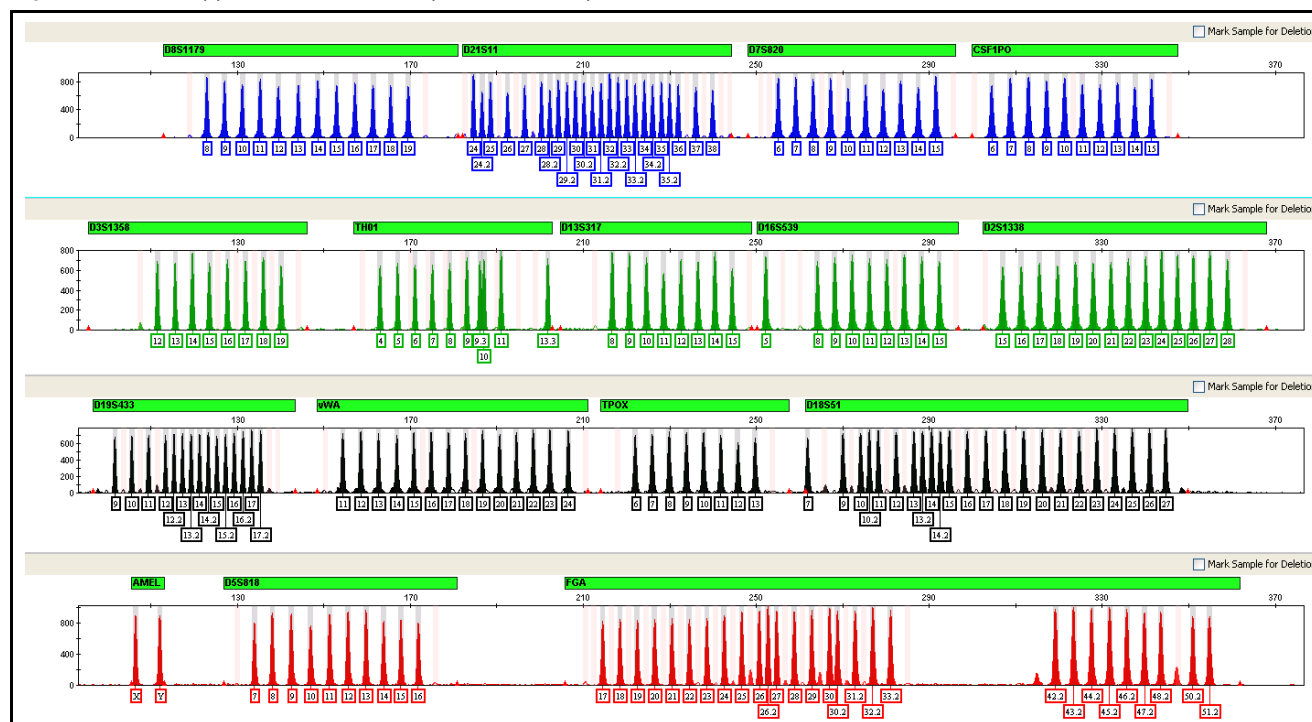 Mark Sample for Deletio
D8S1179 D21S11 D7S820 CSF1PO
130 170 210 250 290 330 370
800
400
0
8 9 10 11 12 13 14 15 16 17 18 19 24 25 26 27 28 29 30 31 32 33 34 35 36 37 38 6 7 8 9 10 11 12 13 14 15 6 7 8 9 10 11 12 13 14 15
24.2 28.2 30.2 32.2 34.2
29.2 31.2 33.2 35.2
Mark Sample for Deletio
D3S1358 TH01 D13S317 D16S539 D2S1338
130 170 210 250 290 330 370
800
600
400
200
0
12 13 14 15 16 17 18 19 4 5 6 7 8 9 9.3 11 13.3 8 9 10 11 12 13 14 15 5 8 9 10 11 12 13 14 15 15 16 17 18 19 20 21 22 23 24 25 26 27 28
10
Mark Sample for Deletio
D19S433 vWA TPOX D18S51
130 170 210 250 290 330 370
600
400
200
0
9 10 11 12 13 14 15 16 17 11 12 13 14 15 16 17 18 19 20 21 22 23 24 6 7 8 9 10 11 12 13 7 9 10 11 12 13 14 15 16 17 18 19 20 21 22 23 24 25 26 27
12.2 14.2 16.2 10.2 13.2
13.2 15.2 17.2 14.2
Mark Sample for Deletio
AMEL D5S818 FGA
130 170 210 250 290 330 370
800
400
0
X Y 7 8 9 10 11 12 13 14 15 16 17 18 19 20 21 22 23 24 25 26 27 28 29 30 31.2 33.2 42.2 44.2 46.2 48.2 50.2
26.2 30.2 32.2 43.2 45.2 47.2 51.2